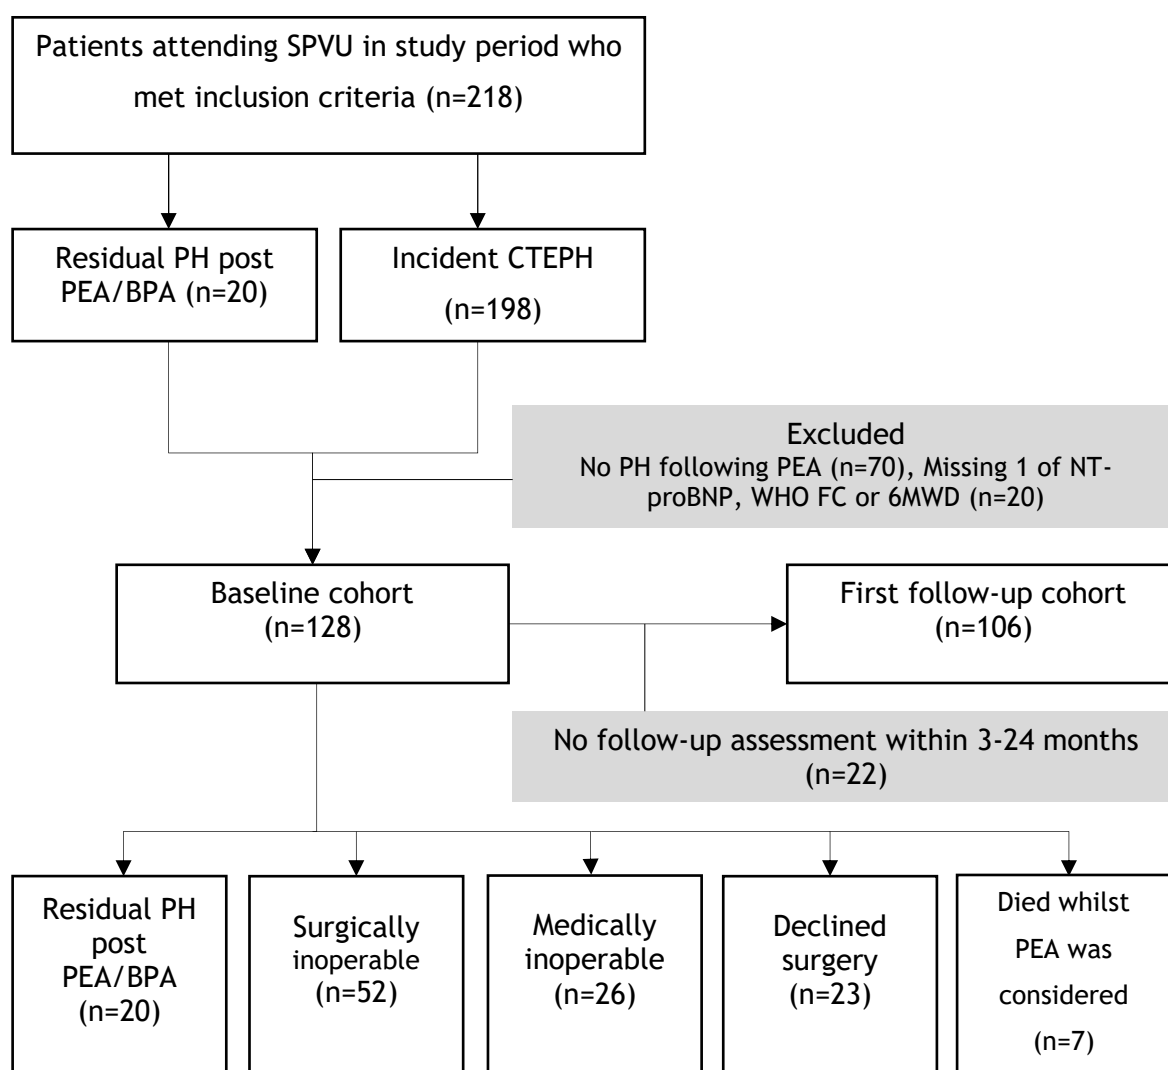 Patients attending SPVU in study period who
met inclusion criteria (n=218)
Residual PH post
PEA/BPA (n=20)
Incident CTEPH
(n=198)
Excluded
No PH following PEA (n=70), Missing 1 of NT-
proBNP, WHO FC or 6MWD (n=20)
Baseline cohort
(n=128)
First follow-up cohort
(n=106)
No follow-up assessment within 3-24 months
(n=22)
Residual PH
post
PEA/BPA
(n=20)
Surgically
inoperable
(n=52)
Medically
inoperable
(n=26)
Declined
surgery
(n=23)
Died whilst
PEA was
considered
(n=7)